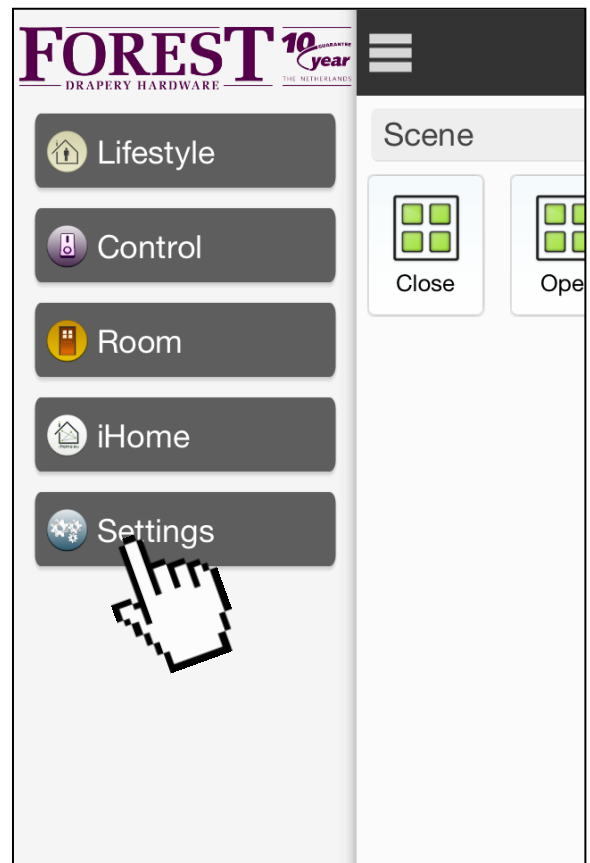 FOREST
DRAPERY HARDWARE
10 year
GUARANTEE
THE NETHERLANDS
Lifestyle
Control
Room
iHome
Settings
Scene
Close
Ope